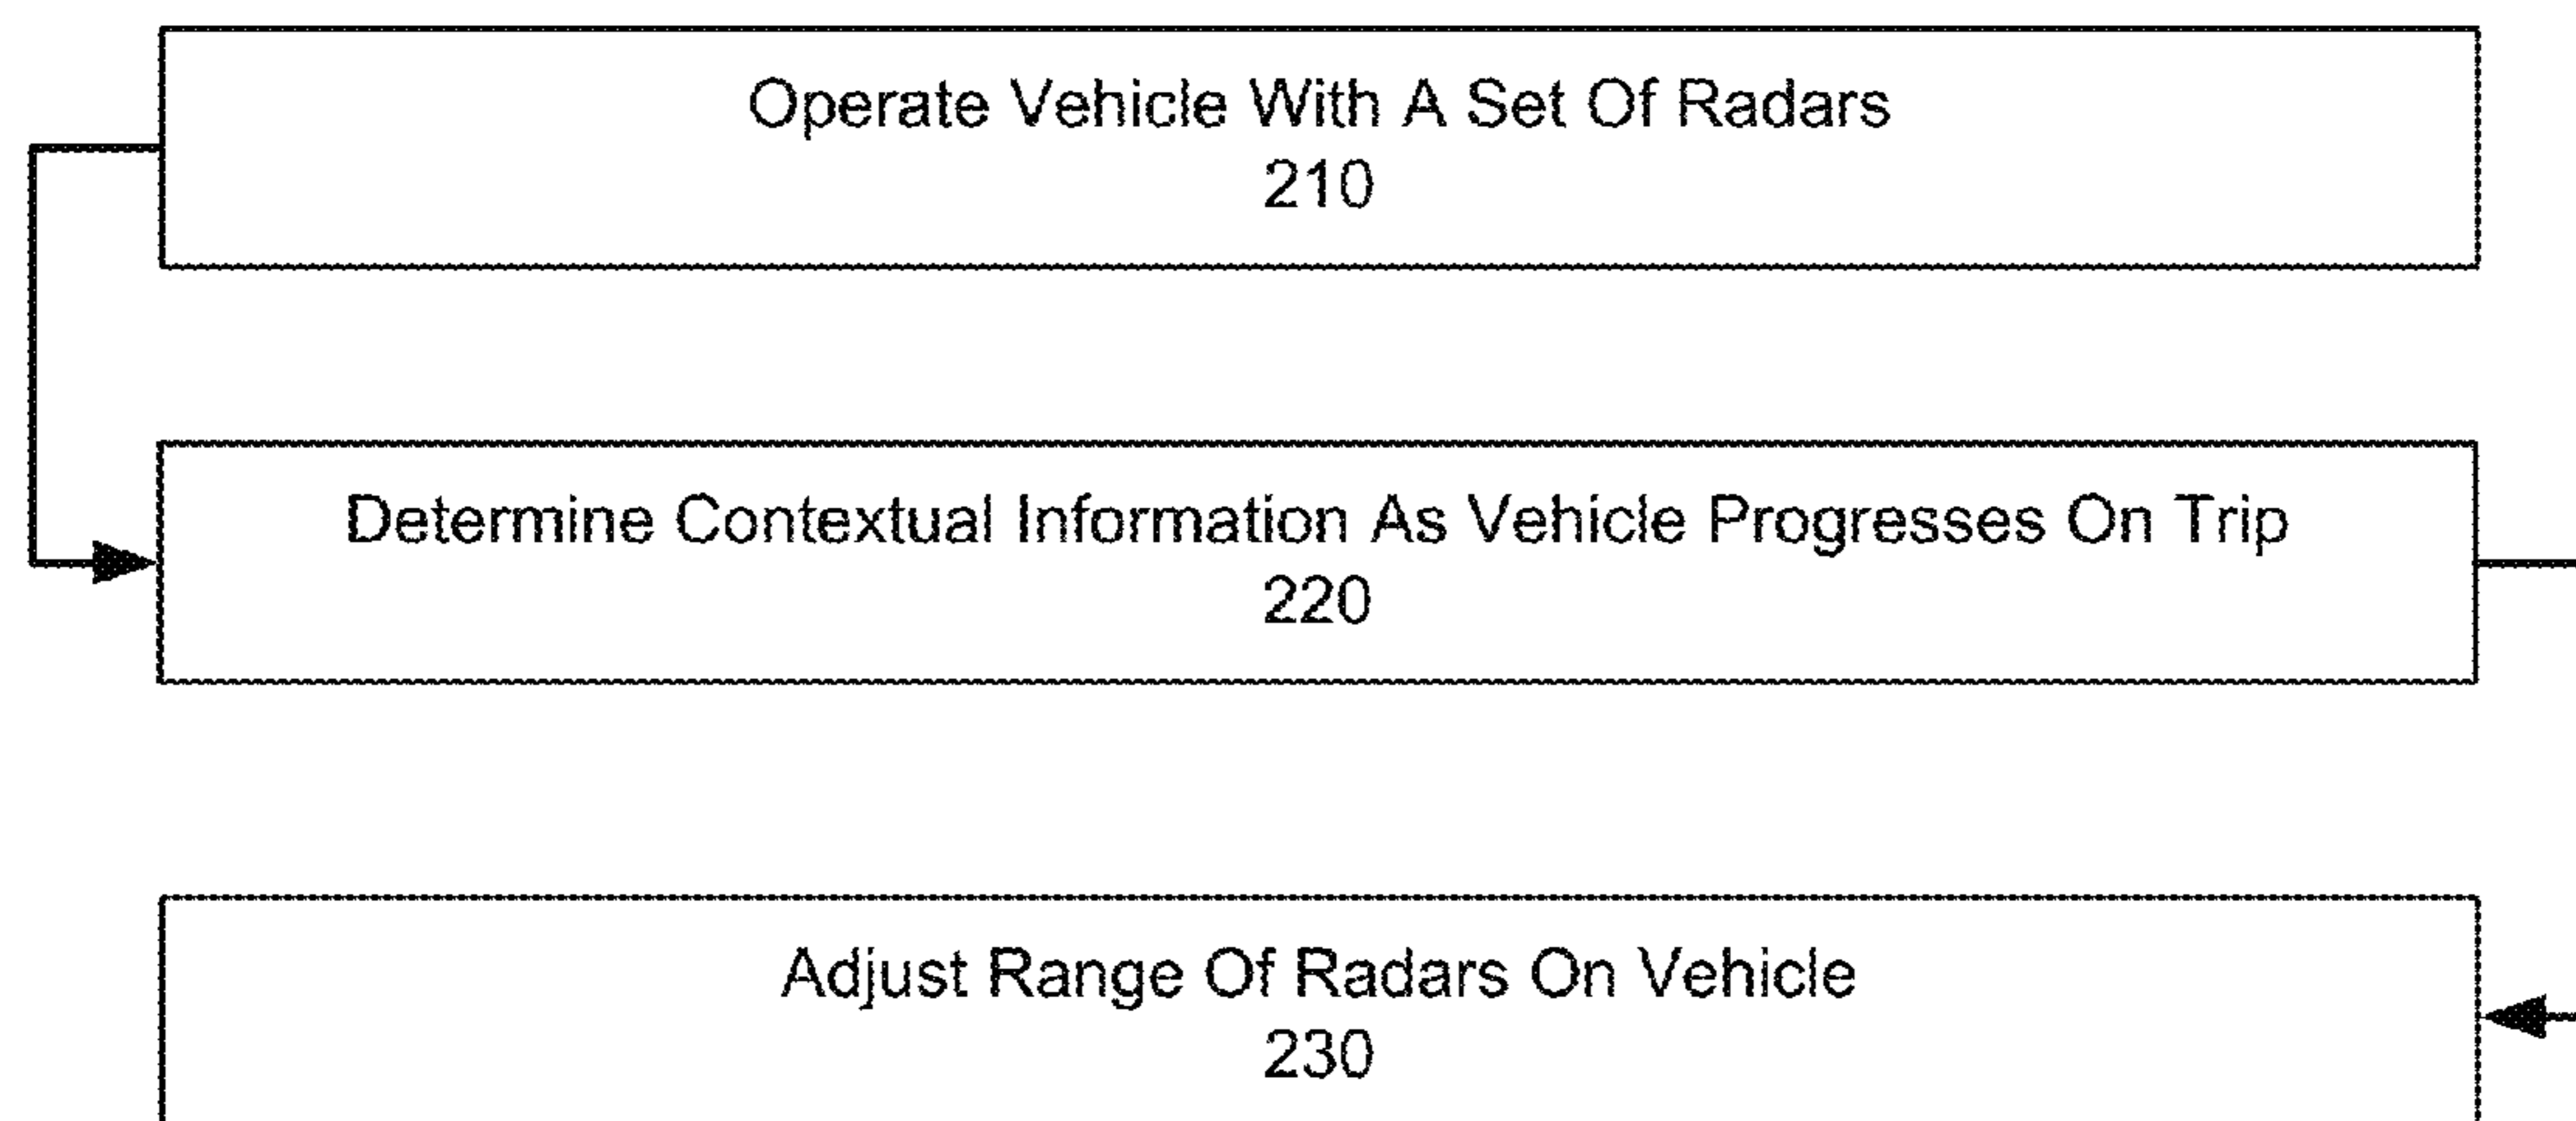 Operate Vehicle With A Set Of Radars
210
Determine Contextual Information As Vehicle Progresses On Trip
220
Adjust Range Of Radars On Vehicle
230